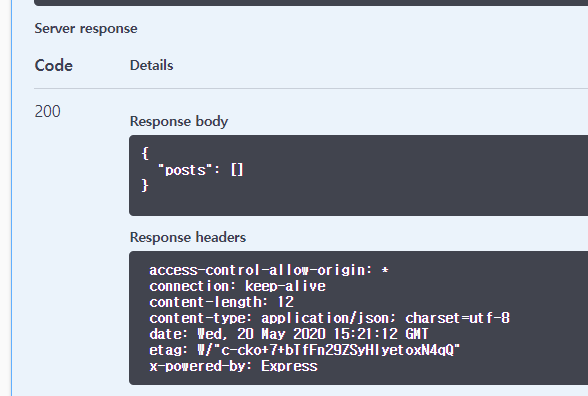 Server response
Code Details
200
Response body
{
"posts": []
}
Response headers
access-control-allow-origin: *
connection: keep-alive
content-length: 12
content-type: application/json; charset=utf-8
date: Wed, 20 May 2020 15:21:12 GMT
etag: W/"c-cko+7+bTfFn29ZSyHlyetoxN4qQ"
x-powered-by: Express